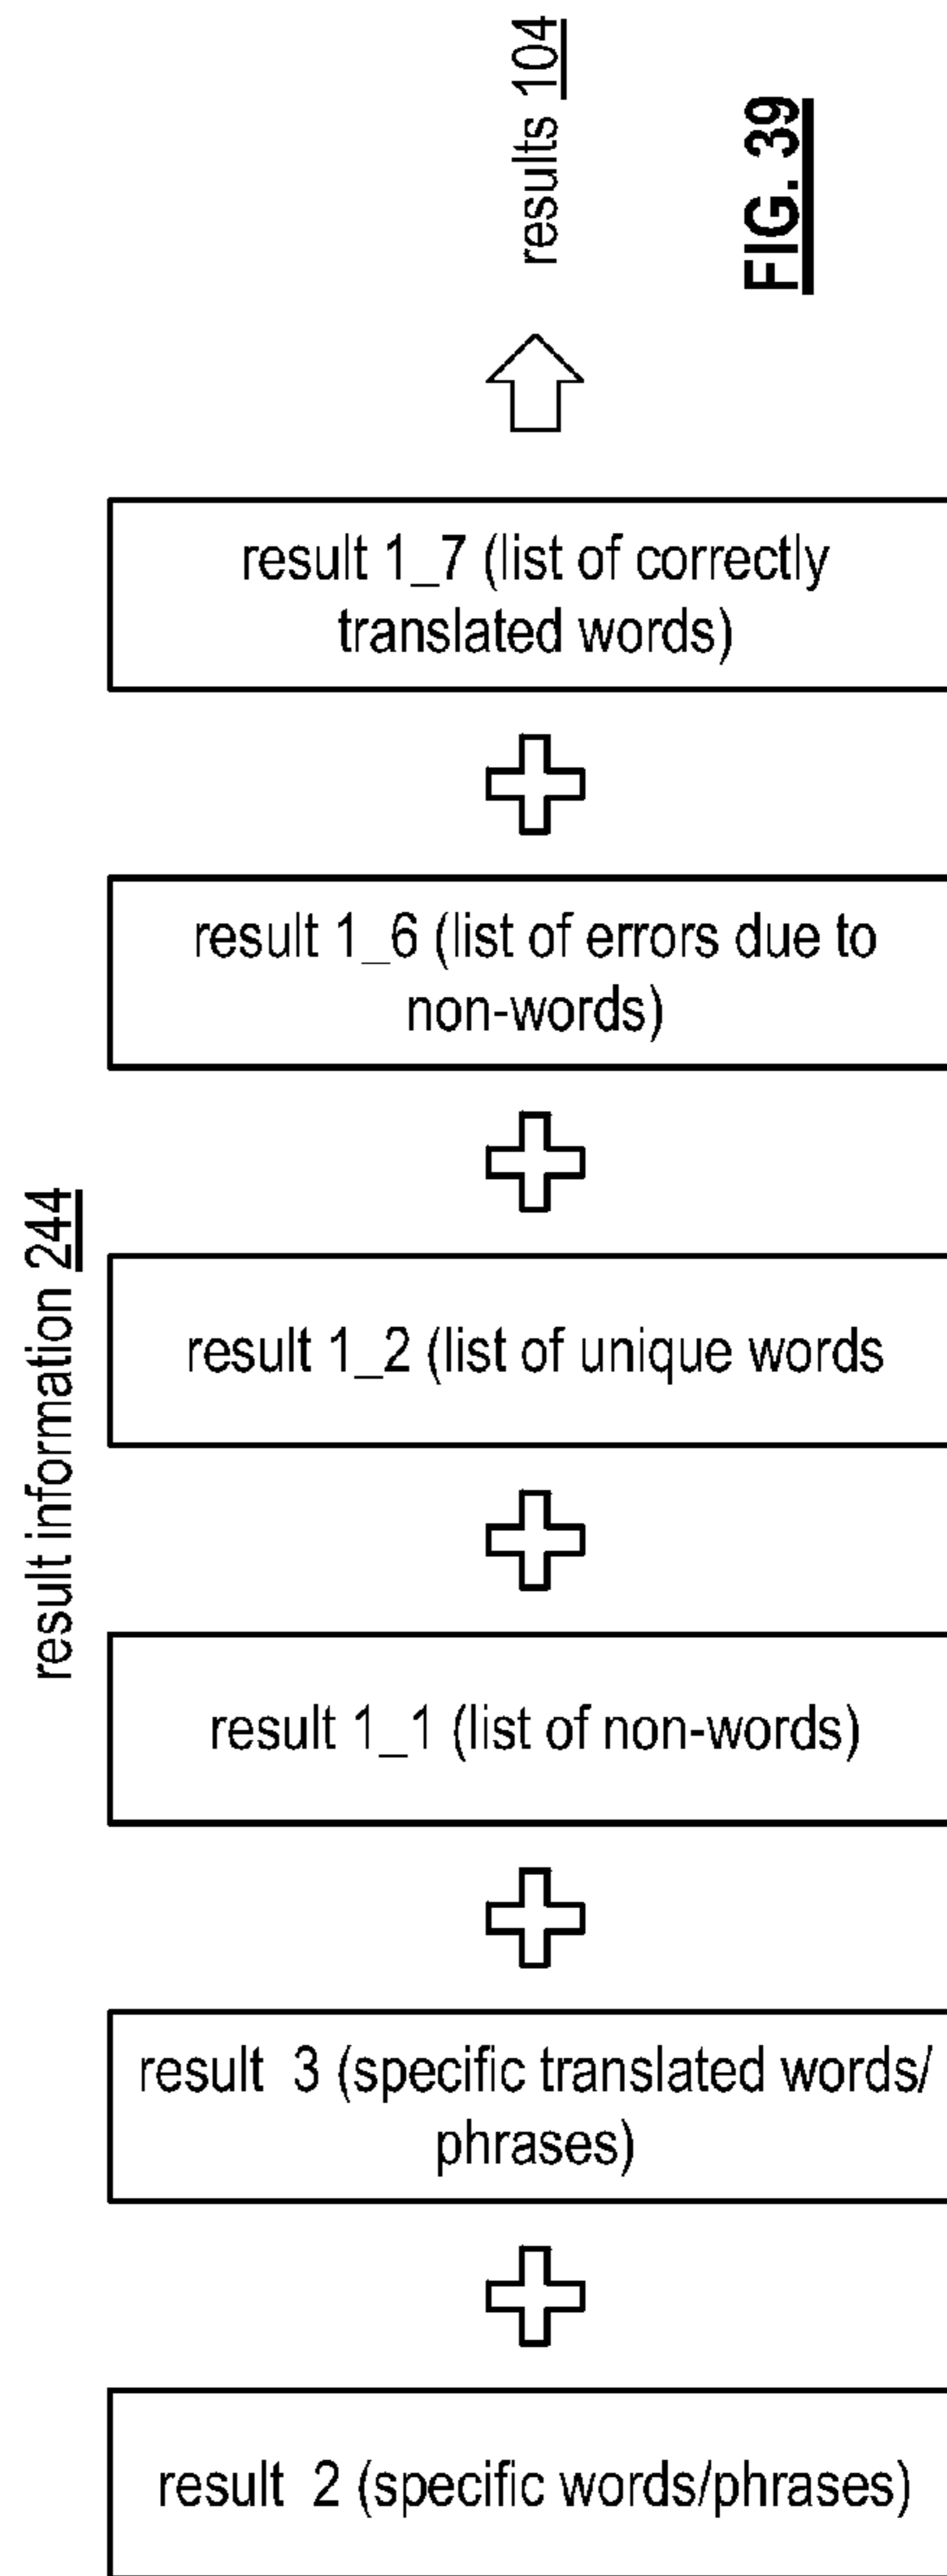 results 104
FIG. 39
result 1_7 (list of correctly
translated words)
result 1_6 (list of errors due to
non-words)
result information 244
result 1_2 (list of unique words
result 1_1 (list of non-words)
result 3 (specific translated words/
phrases)
result 2 (specific words/phrases)